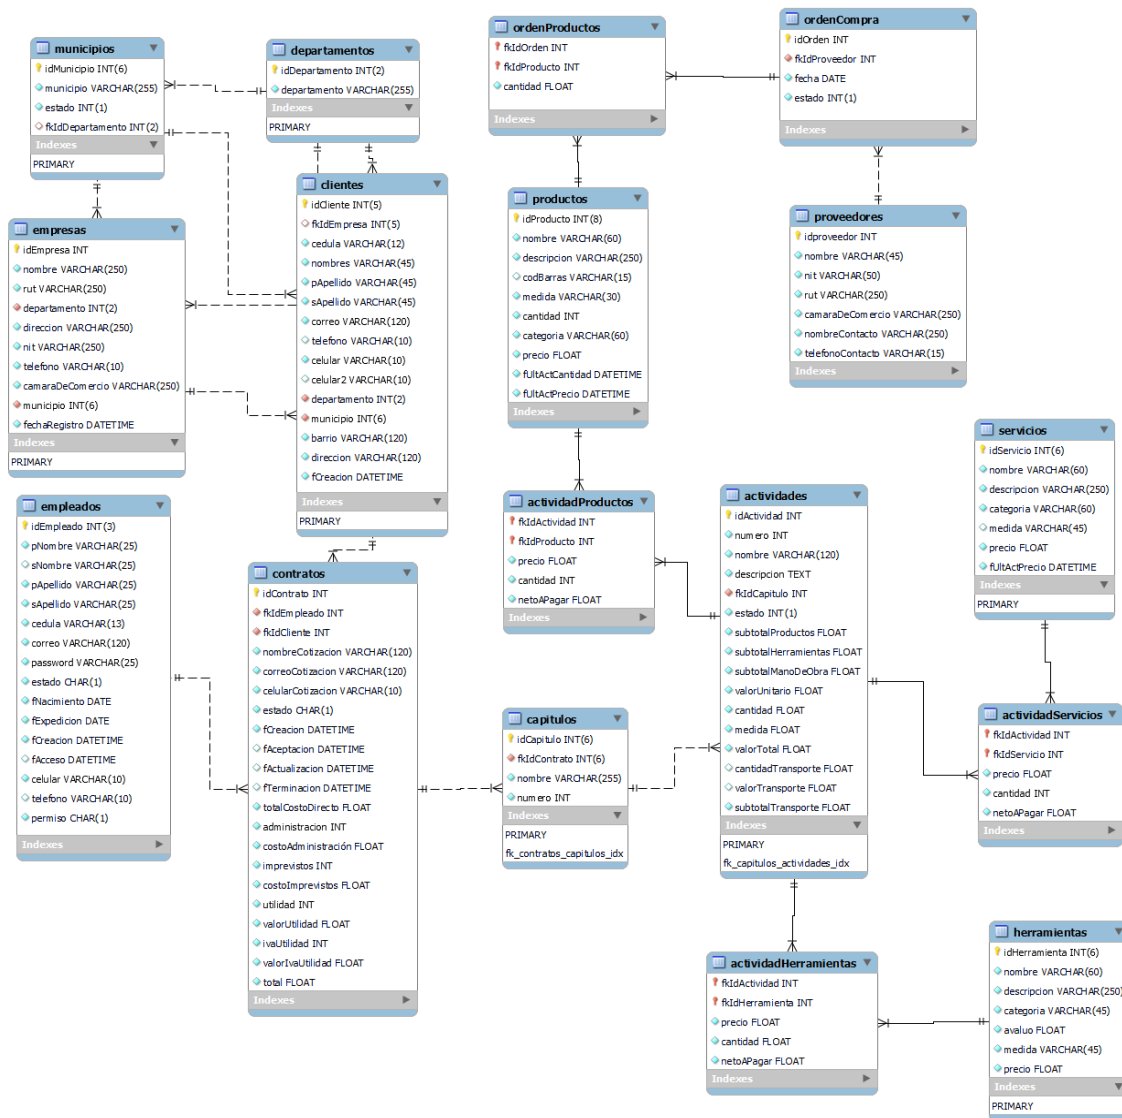 municipios
idMunicipio INT(6)
municipio VARCHAR(255)
estado INT(1)
fkIdDepartamento INT(2)
Indexes
PRIMARY
departamentos
idDepartamento INT(2)
departamento VARCHAR(255)
Indexes
PRIMARY
ordenProductos
fkIdOrden INT
fkIdProducto INT
cantidad FLOAT
Indexes
ordenCompra
idOrden INT
fkIdProveedor INT
fecha DATE
estado INT(1)
Indexes
empresas
idEmpresa INT
nombre VARCHAR(250)
rut VARCHAR(250)
departamento INT(2)
direccion VARCHAR(250)
nit VARCHAR(250)
telefono VARCHAR(10)
camaraDeComercio VARCHAR(250)
municipio INT(6)
fechaRegistro DATETIME
Indexes
PRIMARY
clientes
idCliente INT(5)
fkIdEmpresa INT(5)
cedula VARCHAR(12)
nombres VARCHAR(45)
pApellido VARCHAR(45)
sApellido VARCHAR(45)
correo VARCHAR(120)
telefono VARCHAR(10)
celular VARCHAR(10)
celular2 VARCHAR(10)
departamento INT(2)
municipio INT(6)
barrio VARCHAR(120)
direccion VARCHAR(120)
fCreacion DATETIME
Indexes
PRIMARY
productos
idProducto INT(8)
nombre VARCHAR(60)
descripcion VARCHAR(250)
codBarras VARCHAR(15)
medida VARCHAR(30)
cantidad INT
categoria VARCHAR(60)
precio FLOAT
fUltActCantidad DATETIME
fUltActPrecio DATETIME
Indexes
proveedores
idproveedor INT
nombre VARCHAR(45)
nit VARCHAR(50)
rut VARCHAR(250)
camaraDeComercio VARCHAR(250)
nombreContacto VARCHAR(250)
telefonoContacto VARCHAR(15)
Indexes
servicios
idServicio INT(6)
nombre VARCHAR(60)
descripcion VARCHAR(250)
categoria VARCHAR(60)
medida VARCHAR(45)
precio FLOAT
fUltActPrecio DATETIME
Indexes
PRIMARY
empleados
idEmpleado INT(3)
pNombre VARCHAR(25)
sNombre VARCHAR(25)
pApellido VARCHAR(25)
sApellido VARCHAR(25)
cedula VARCHAR(13)
correo VARCHAR(120)
password VARCHAR(25)
estado CHAR(1)
fNacimiento DATE
fExpedicion DATE
fCreacion DATETIME
fAcceso DATETIME
celular VARCHAR(10)
telefono VARCHAR(10)
permiso CHAR(1)
Indexes
contratos
idContrato INT
fkIdEmpleado INT
fkIdCliente INT
nombreCotizacion VARCHAR(120)
correoCotizacion VARCHAR(120)
celularCotizacion VARCHAR(10)
estado CHAR(1)
fCreacion DATETIME
fAceptacion DATETIME
fActualizacion DATETIME
fTerminacion DATETIME
totalCostoDirecto FLOAT
administracion INT
costoAdministración FLOAT
imprevistos INT
costoImprevistos FLOAT
utilidad INT
valorUtilidad FLOAT
ivaUtilidad INT
valorIvaUtilidad FLOAT
total FLOAT
Indexes
actividadProductos
fkIdActividad INT
fkIdProducto INT
precio FLOAT
cantidad INT
netoAPagar FLOAT
Indexes
actividades
idActividad INT
numero INT
nombre VARCHAR(120)
descripcion TEXT
fkIdCapitulo INT
estado INT(1)
subtotalProductos FLOAT
subtotalHerramientas FLOAT
subtotalManoDeObra FLOAT
valorUnitario FLOAT
cantidad FLOAT
medida FLOAT
valorTotal FLOAT
cantidadTransporte FLOAT
valorTransporte FLOAT
subtotalTransporte FLOAT
Indexes
PRIMARY
fk_capitulos_actividades_idx
capitulos
idCapitulo INT(6)
fkIdContrato INT(6)
nombre VARCHAR(255)
numero INT
Indexes
PRIMARY
fk_contratos_capitulos_idx
actividadServicios
fkIdActividad INT
fkIdServicio INT
precio FLOAT
cantidad INT
netoAPagar FLOAT
Indexes
actividadHerramientas
fkIdActividad INT
fkIdHerramienta INT
precio FLOAT
cantidad FLOAT
netoAPagar FLOAT
Indexes
herramientas
idHerramienta INT(6)
nombre VARCHAR(60)
descripcion VARCHAR(250)
categoria VARCHAR(45)
avaluo FLOAT
medida VARCHAR(45)
precio FLOAT
Indexes
PRIMARY